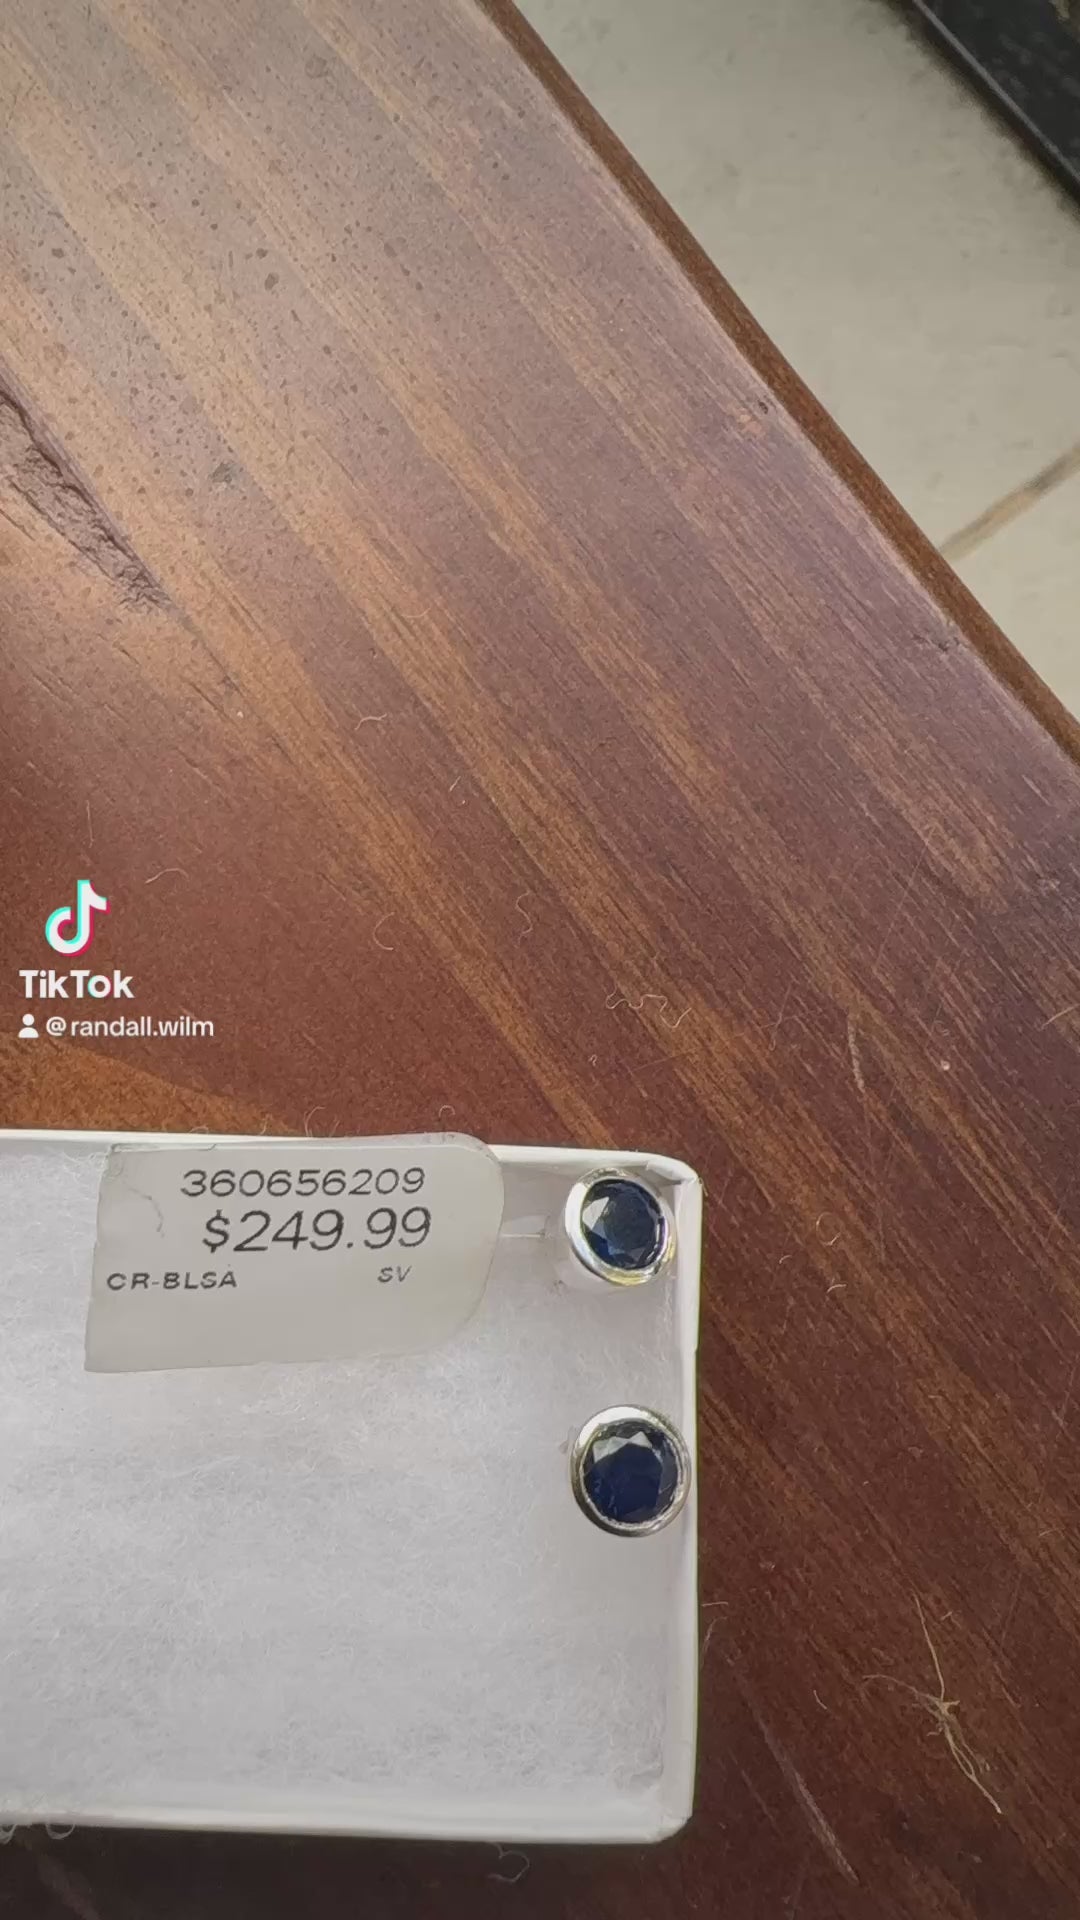 TikTok
@randall.wilm
360656209
$249.99
CR-BLSA SV